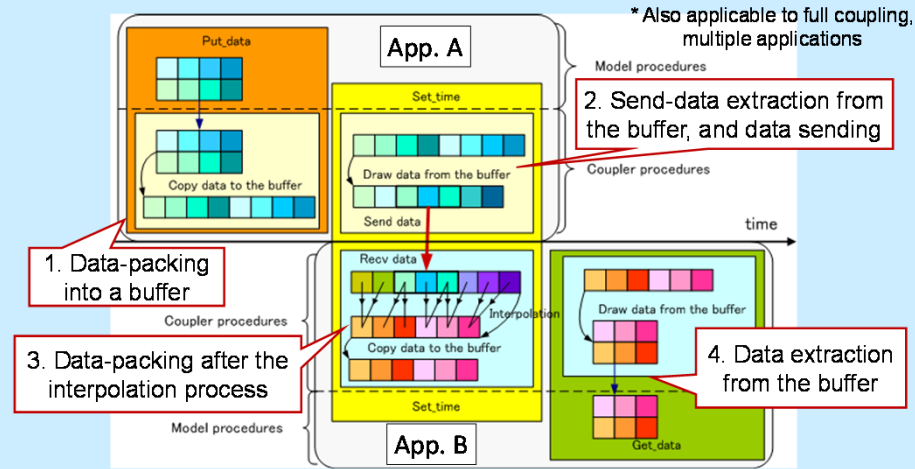 * Also applicable to full coupling,
multiple applications
Put_data
App. A
Model procedures
Set_time
2. Send-data extraction from
the buffer, and data sending
Copy data to the buffer
Draw data from the buffer
Coupler procedures
Send data
time
1. Data-packing
into a buffer
Recv data
Interpolation
Draw data from the buffer
Coupler procedures
Copy data to the buffer
3. Data-packing after the
interpolation process
4. Data extraction
from the buffer
Set_time
Model procedures
App. B
Get_data